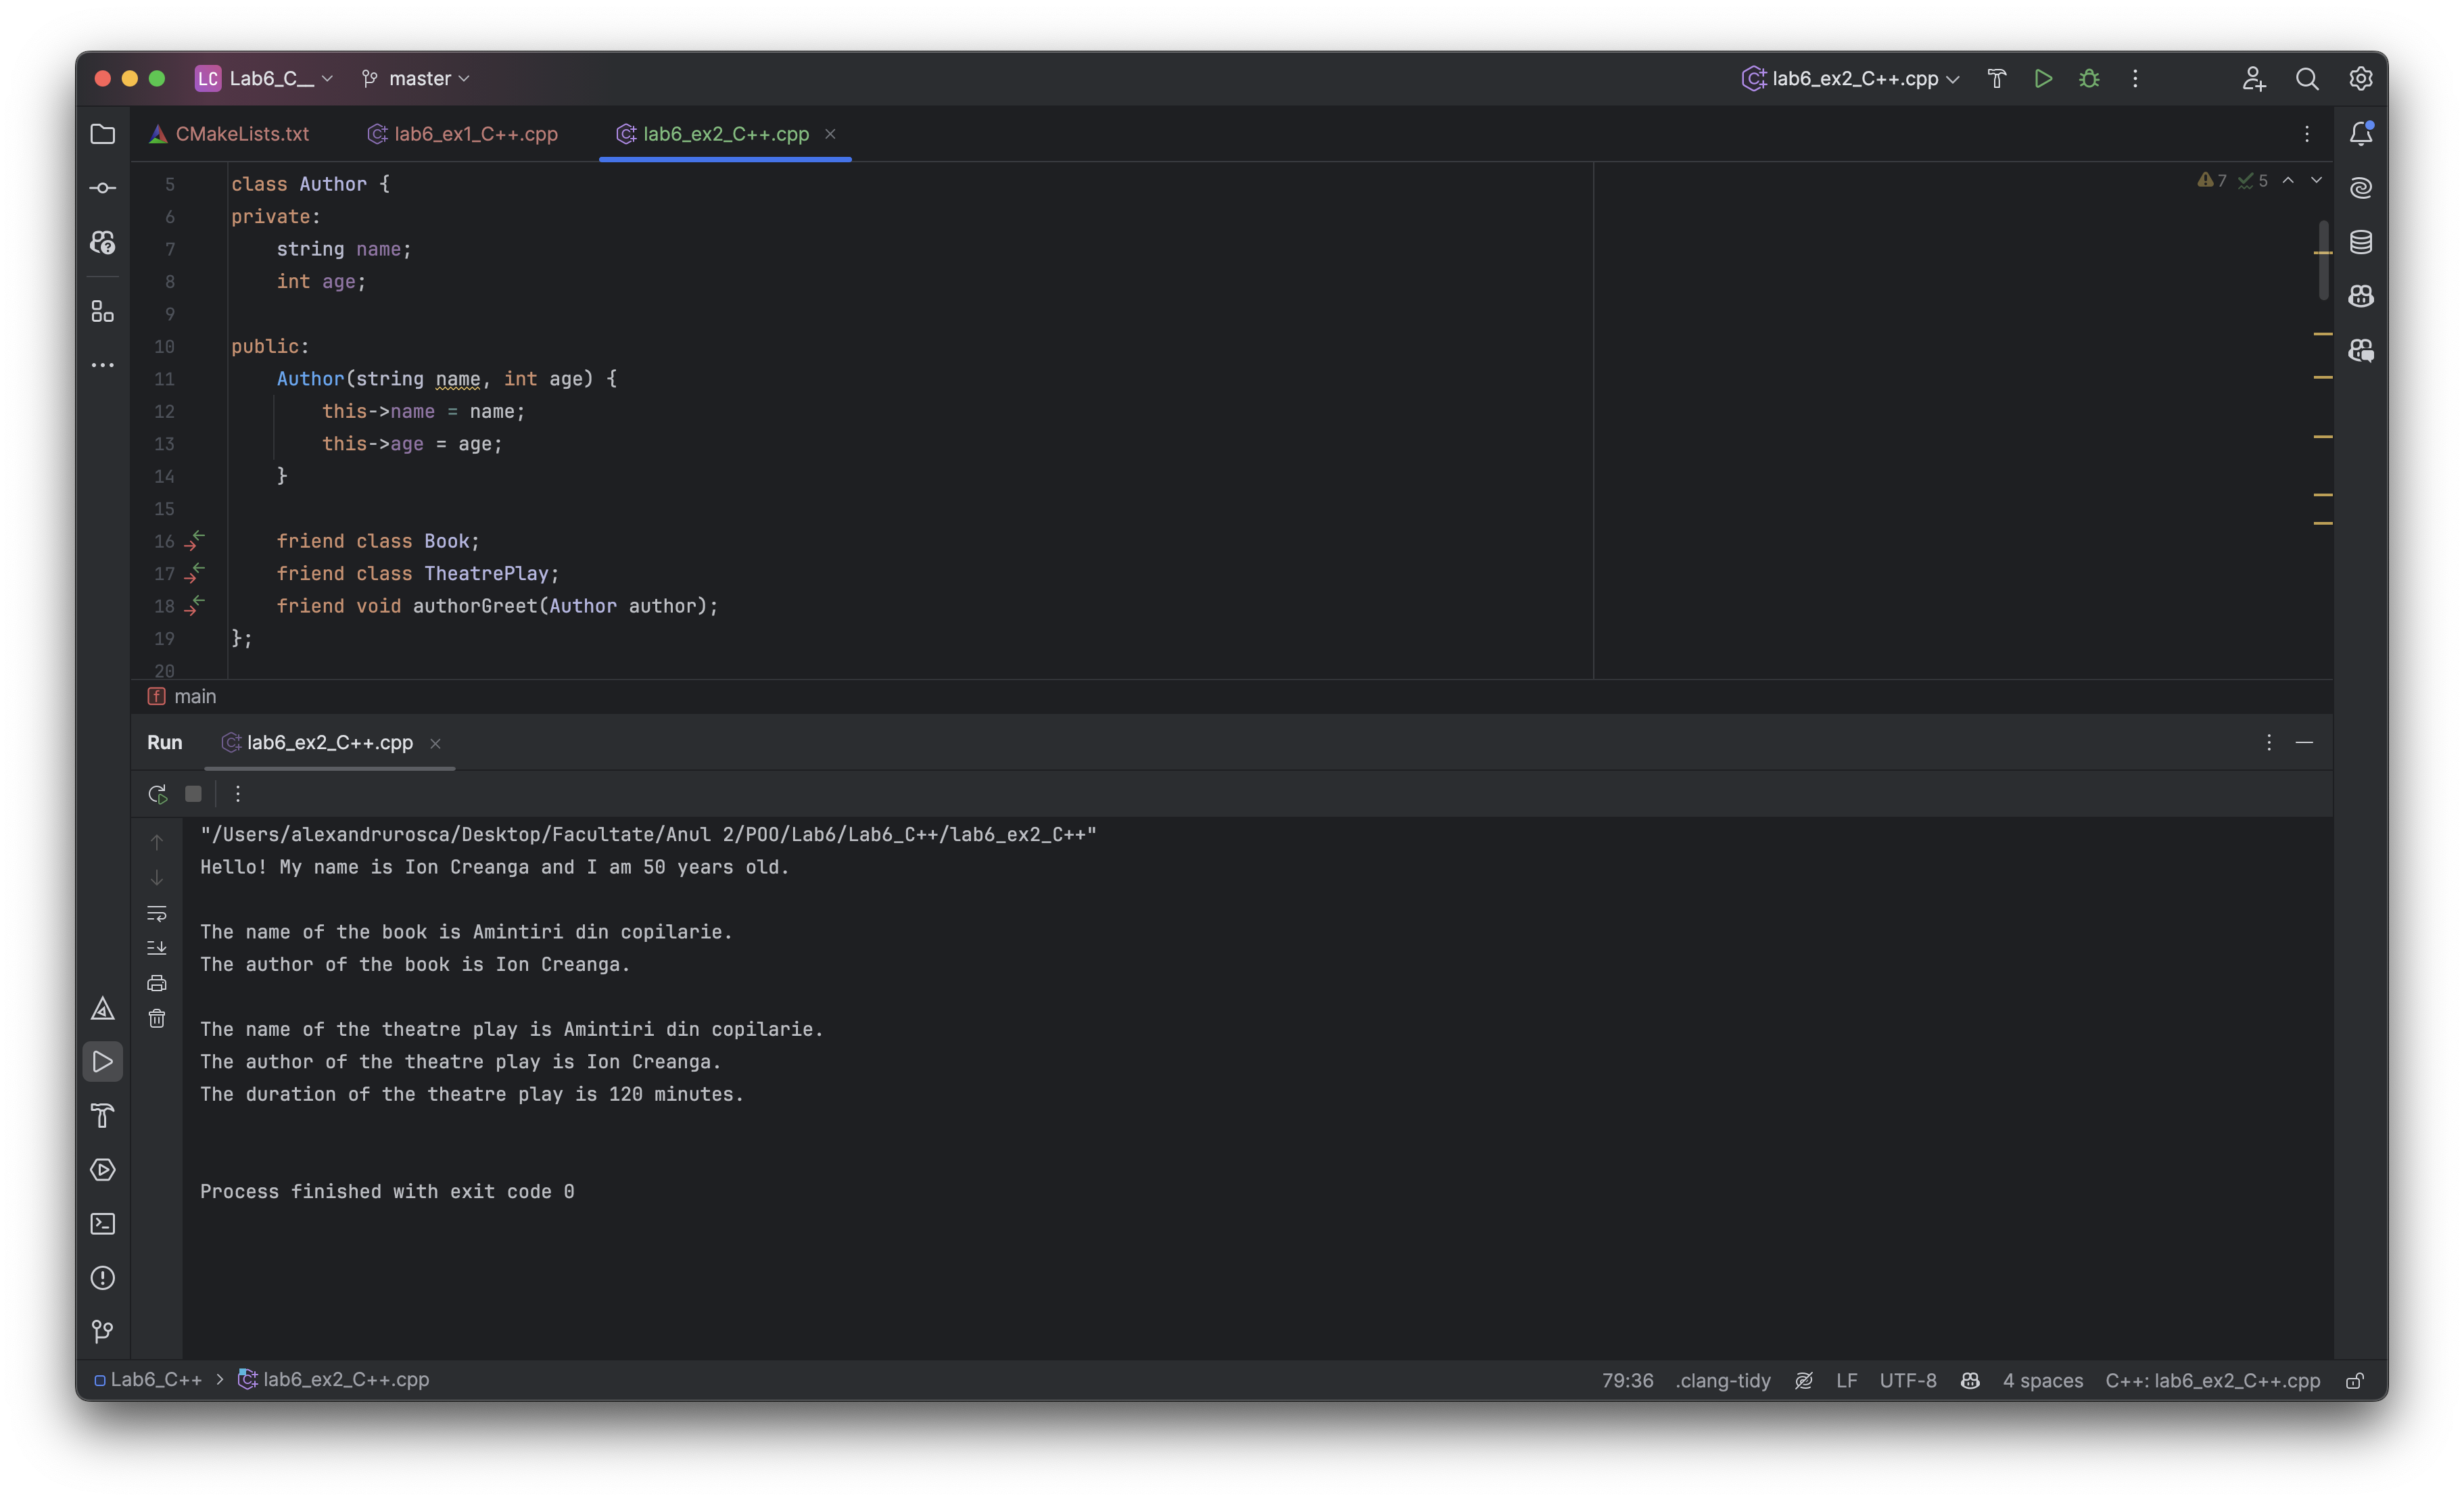 LC Lab6_C__ master lab6_ex2_C++.cpp
CMakeLists.txt lab6_ex1_C++.cpp lab6_ex2_C++.cpp
7 5
5 class Author {
6 private:
7     string name;
8     int age;
9
10 public:
11     Author(string name, int age) {
12         this->name = name;
13         this->age = age;
14     }
15
16     friend class Book;
17     friend class TheatrePlay;
18     friend void authorGreet(Author author);
19 };
20
f main
Run lab6_ex2_C++.cpp
"/Users/alexandrurosca/Desktop/Facultate/Anul 2/POO/Lab6/Lab6_C++/lab6_ex2_C++"
Hello! My name is Ion Creanga and I am 50 years old.
The name of the book is Amintiri din copilarie.
The author of the book is Ion Creanga.
The name of the theatre play is Amintiri din copilarie.
The author of the theatre play is Ion Creanga.
The duration of the theatre play is 120 minutes.
Process finished with exit code 0
Lab6_C++ > lab6_ex2_C++.cpp 79:36 .clang-tidy LF UTF-8 4 spaces C++: lab6_ex2_C++.cpp